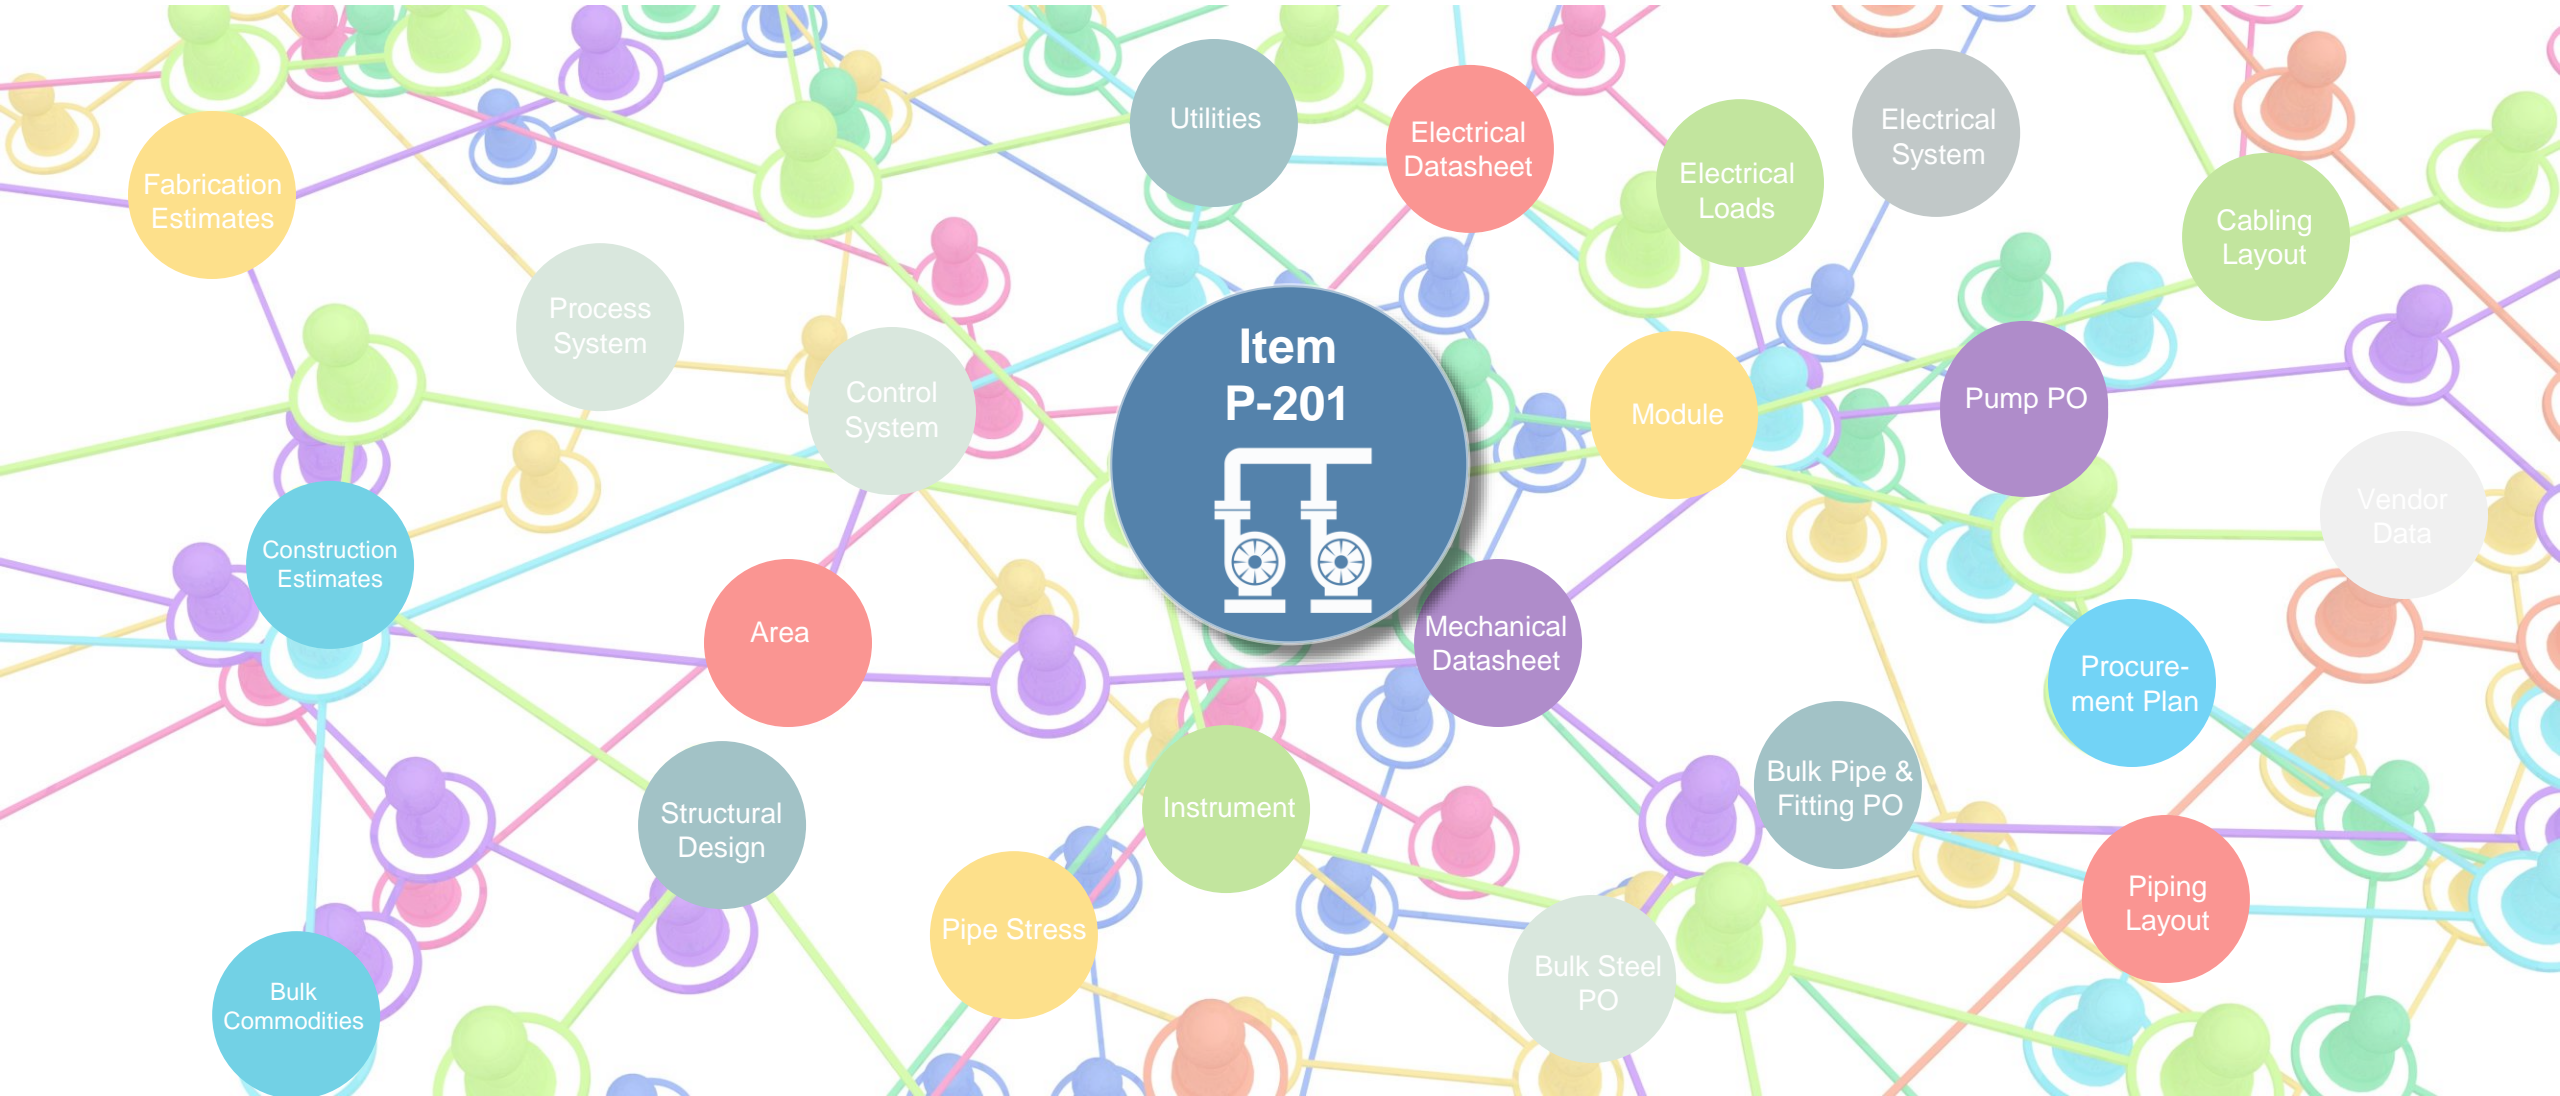 Utilities
Electrical
Datasheet
Electrical
Loads
Electrical
System
Fabrication
Estimates
Cabling
Layout
Process
System
Control
System
Item
P-201
Module
Pump PO
Vendor
Data
Construction
Estimates
Area
Mechanical
Datasheet
Procure-
ment Plan
Structural
Design
Instrument
Bulk Pipe &
Fitting PO
Pipe Stress
Piping
Layout
Bulk Steel
PO
Bulk
Commodities